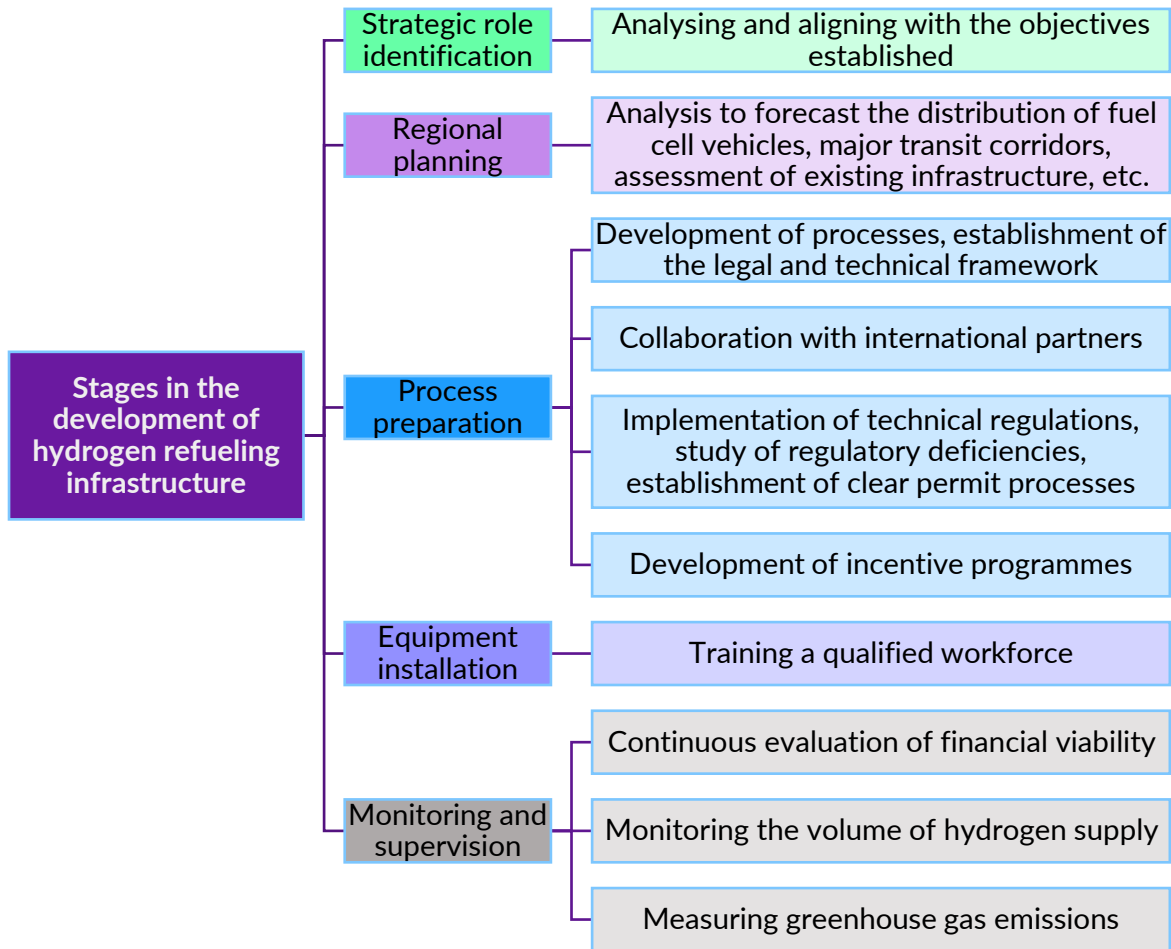 Stages in the
development of
hydrogen refueling
infrastructure
Strategic role
identification
Analysing and aligning with the objectives
established
Regional
planning
Analysis to forecast the distribution of fuel
cell vehicles, major transit corridors,
assessment of existing infrastructure, etc.
Process
preparation
Development of processes, establishment of
the legal and technical framework
Collaboration with international partners
Implementation of technical regulations,
study of regulatory deficiencies,
establishment of clear permit processes
Development of incentive programmes
Equipment
installation
Training a qualified workforce
Monitoring and
supervision
Continuous evaluation of financial viability
Monitoring the volume of hydrogen supply
Measuring greenhouse gas emissions